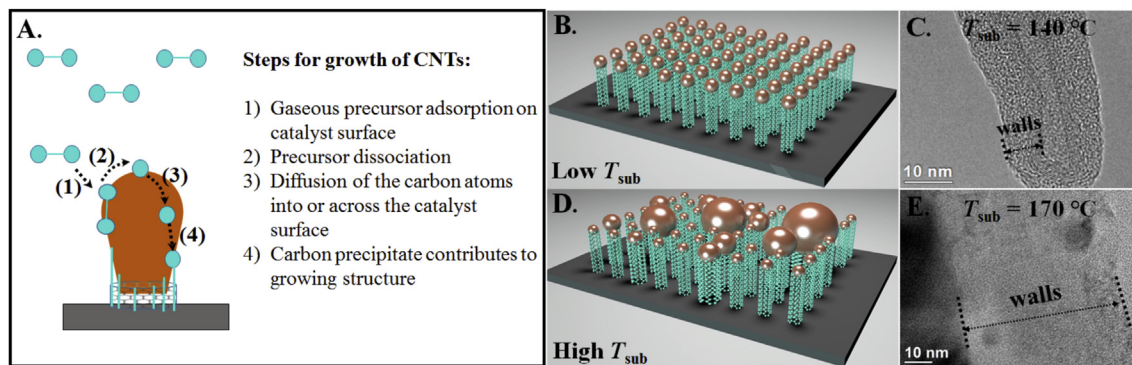 A.
Steps for growth of CNTs:
1) Gaseous precursor adsorption on
catalyst surface
2) Precursor dissociation
3) Diffusion of the carbon atoms
into or across the catalyst
surface
4) Carbon precipitate contributes to
growing structure
(1)
(2)
(3)
(4)
B.
Low Tsub
C.
Tsub = 140 °C
walls
10 nm
D.
High Tsub
E.
Tsub = 170 °C
walls
10 nm